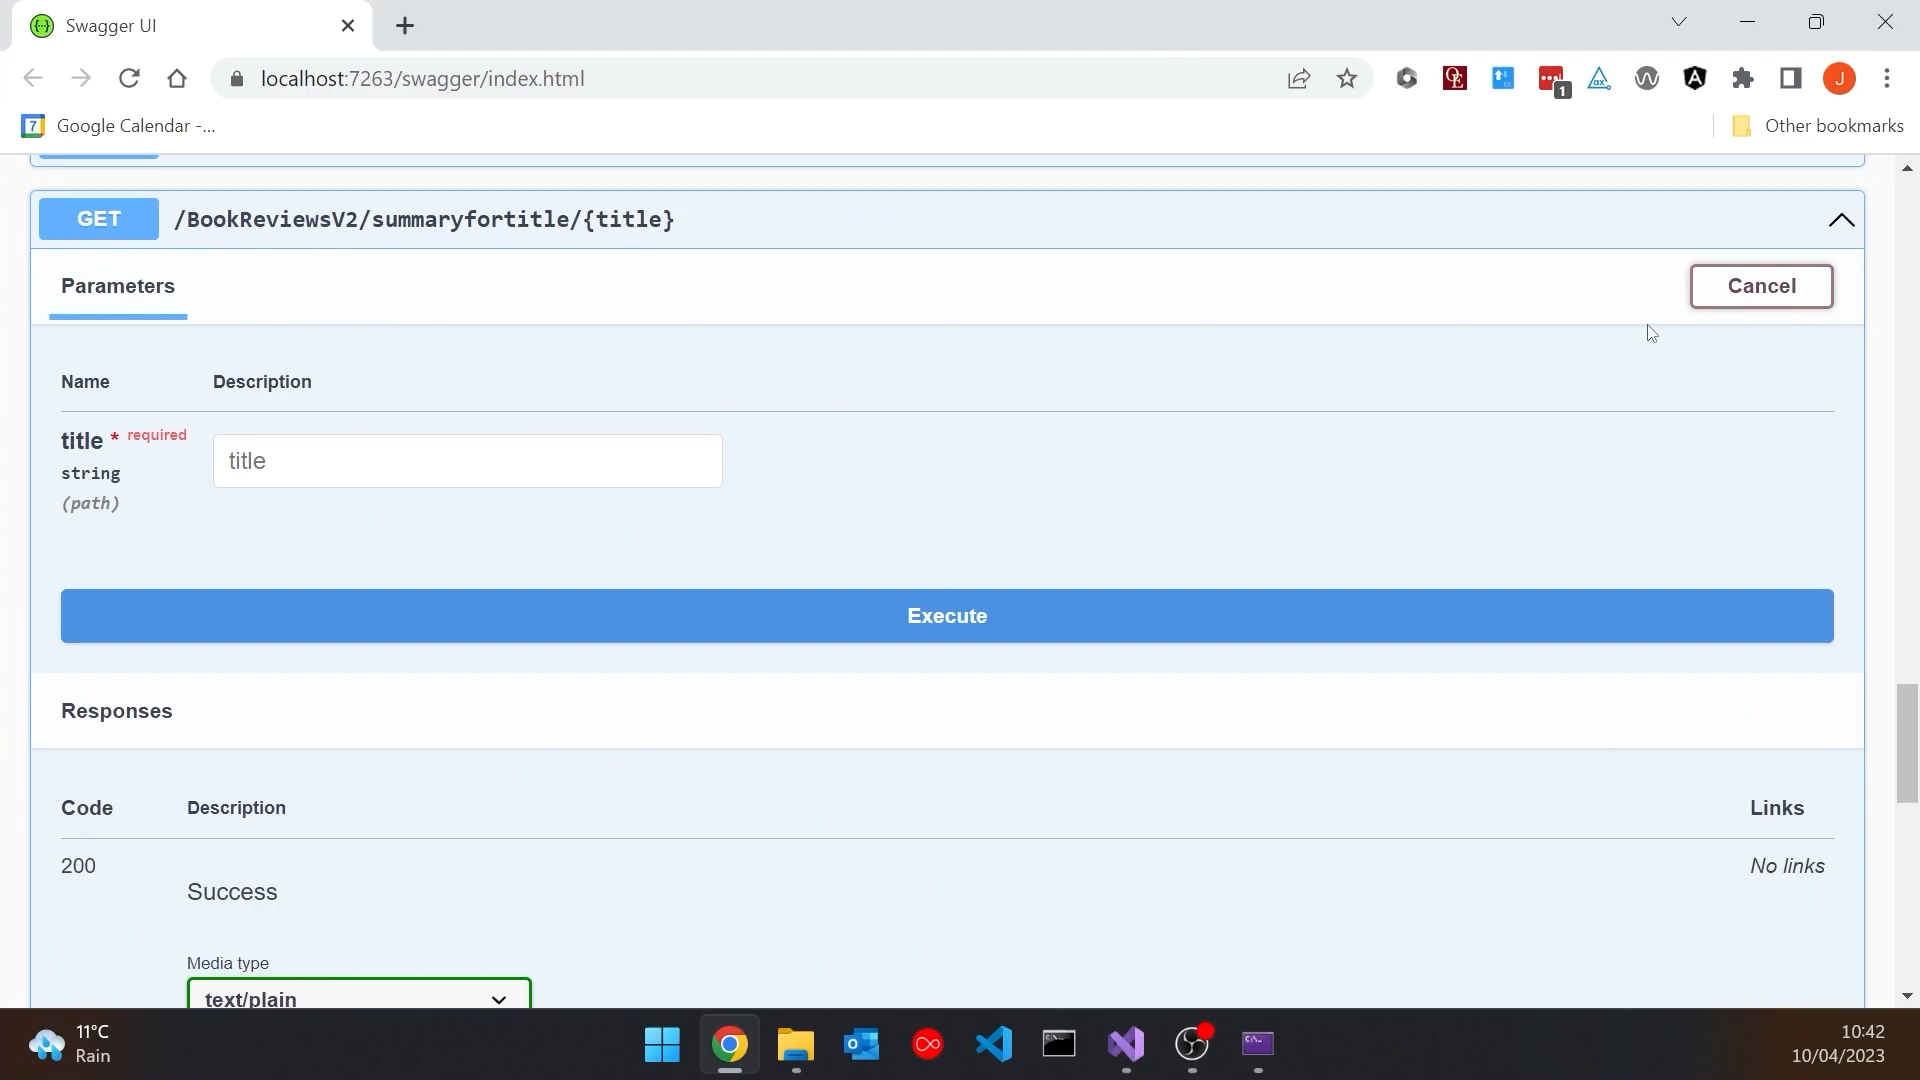 Swagger UI
localhost:7263/swagger/index.html
1
J
7
Google Calendar -...
Other bookmarks
GET /BookReviewsV2/summaryfortitle/{title}
Parameters
Cancel
Name Description
title * required
string
(path)
title
Execute
Responses
Code Description Links
200
Success
No links
Media type
text/plain
11°C
Rain
10:42
10/04/2023